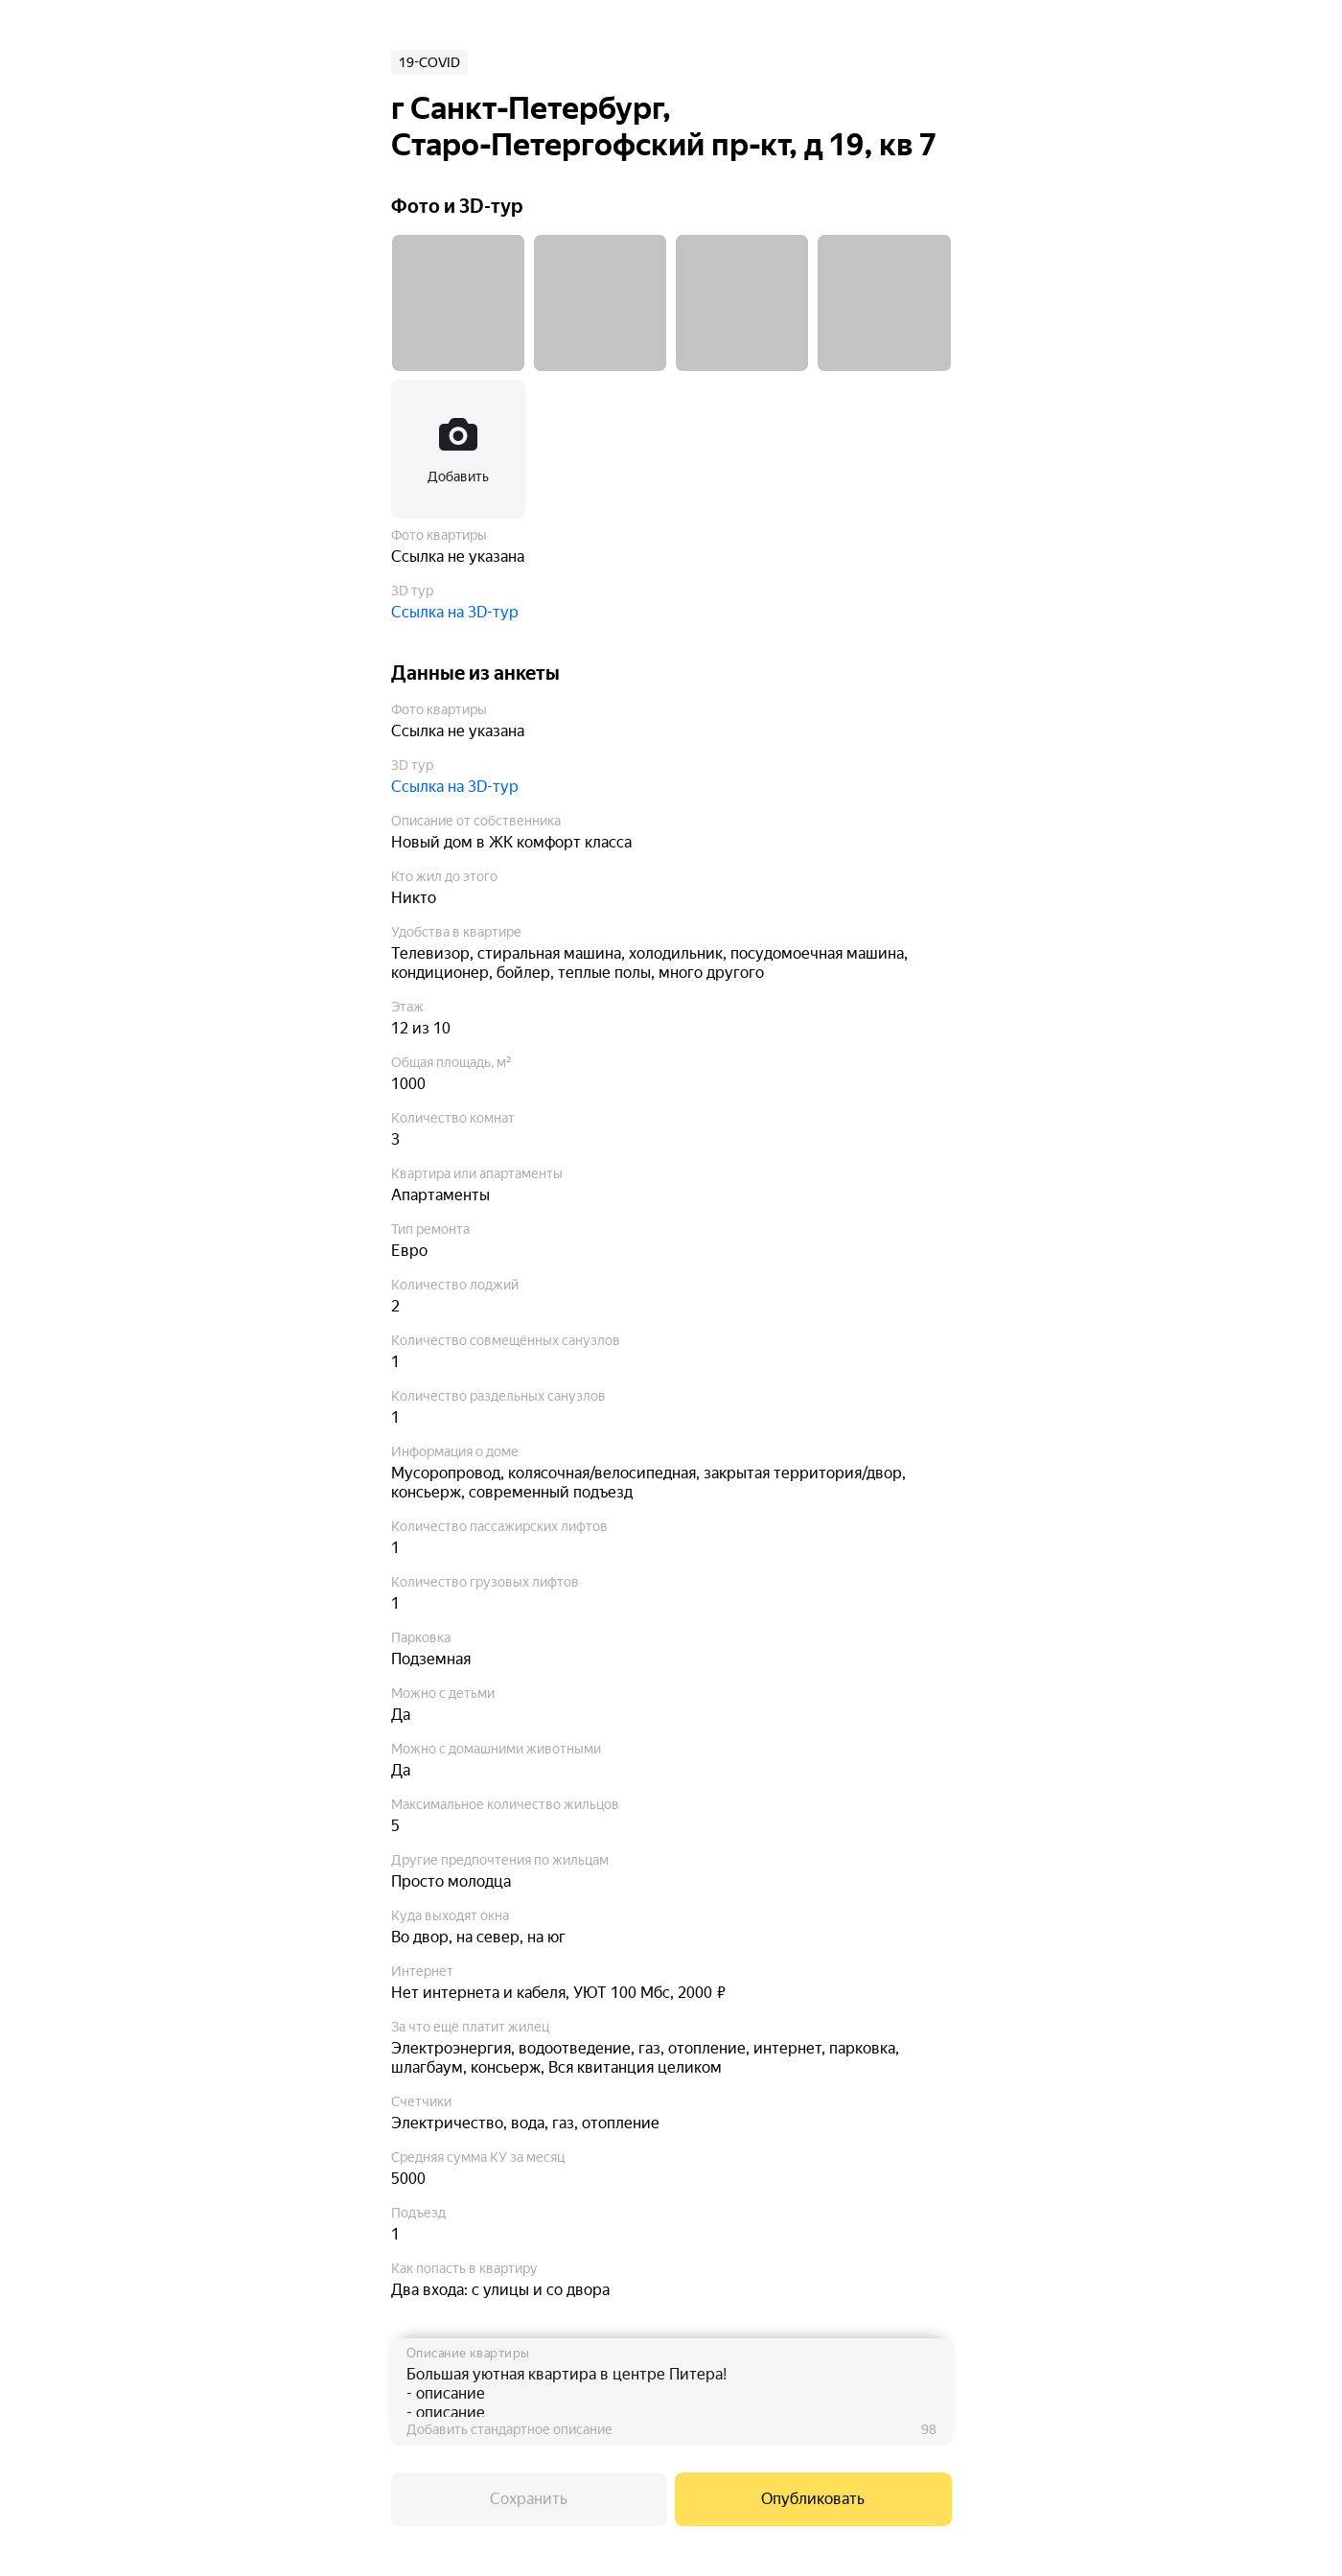 19-COVID
г Санкт-Петербург,
Старо-Петергофский пр-кт, д 19, кв 7
Фото и 3D-тур
Добавить
Фото квартиры
Ссылка не указана
3D тур
Ссылка на 3D-тур
Данные из анкеты
Фото квартиры
Ссылка не указана
3D тур
Ссылка на 3D-тур
Описание от собственника
Новый дом в ЖК комфорт класса
Кто жил до этого
Никто
Удобства в квартире
Телевизор, стиральная машина, холодильник, посудомоечная машина,
кондиционер, бойлер, теплые полы, много другого
Этаж
12 из 10
Общая площадь, м²
1000
Количество комнат
3
Квартира или апартаменты
Апартаменты
Тип ремонта
Евро
Количество лоджий
2
Количество совмещённых санузлов
1
Количество раздельных санузлов
1
Информация о доме
Мусоропровод, колясочная/велосипедная, закрытая территория/двор,
консьерж, современный подъезд
Количество пассажирских лифтов
1
Количество грузовых лифтов
1
Парковка
Подземная
Можно с детьми
Да
Можно с домашними животными
Да
Максимальное количество жильцов
5
Другие предпочтения по жильцам
Просто молодца
Куда выходят окна
Во двор, на север, на юг
Интернет
Нет интернета и кабеля, УЮТ 100 Мбс, 2000 ₽
За что ещё платит жилец
Электроэнергия, водоотведение, газ, отопление, интернет, парковка,
шлагбаум, консьерж, Вся квитанция целиком
Счетчики
Электричество, вода, газ, отопление
Средняя сумма КУ за месяц
5000
Подъезд
1
Как попасть в квартиру
Два входа: с улицы и со двора
Описание квартиры
Большая уютная квартира в центре Питера!
- описание
- описание
Добавить стандартное описание 98
Сохранить Опубликовать